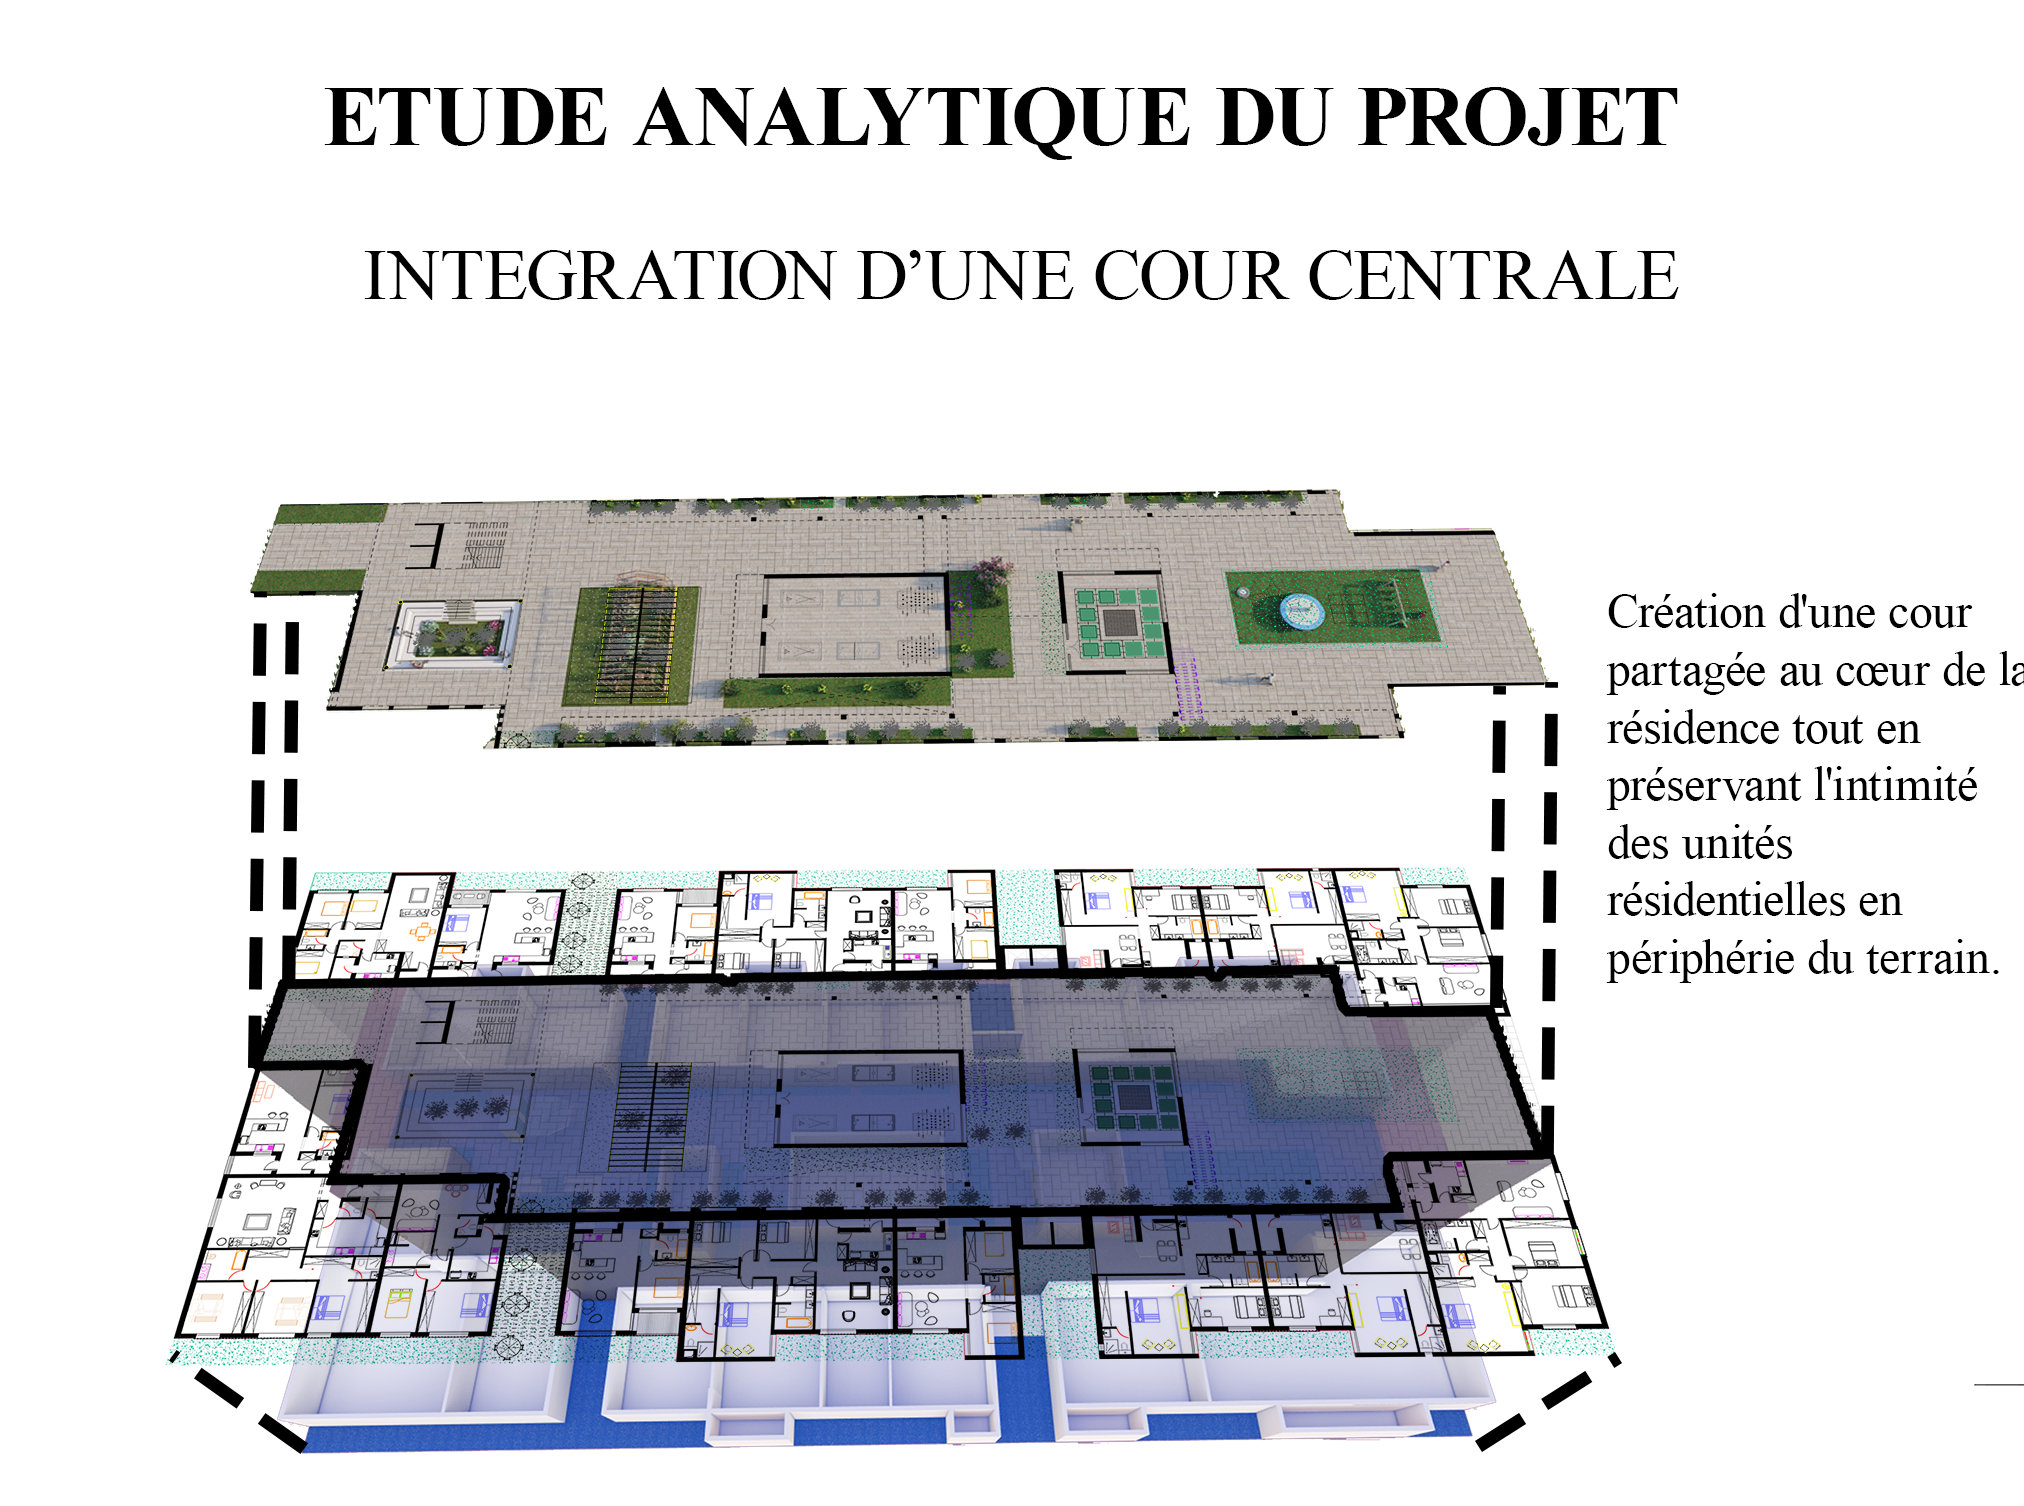 ETUDE ANALYTIQUE DU PROJET
INTEGRATION D’UNE COUR CENTRALE
Création d'une cour
partagée au cœur de la
résidence tout en
préservant l'intimité
des unités
résidentielles en
périphérie du terrain.